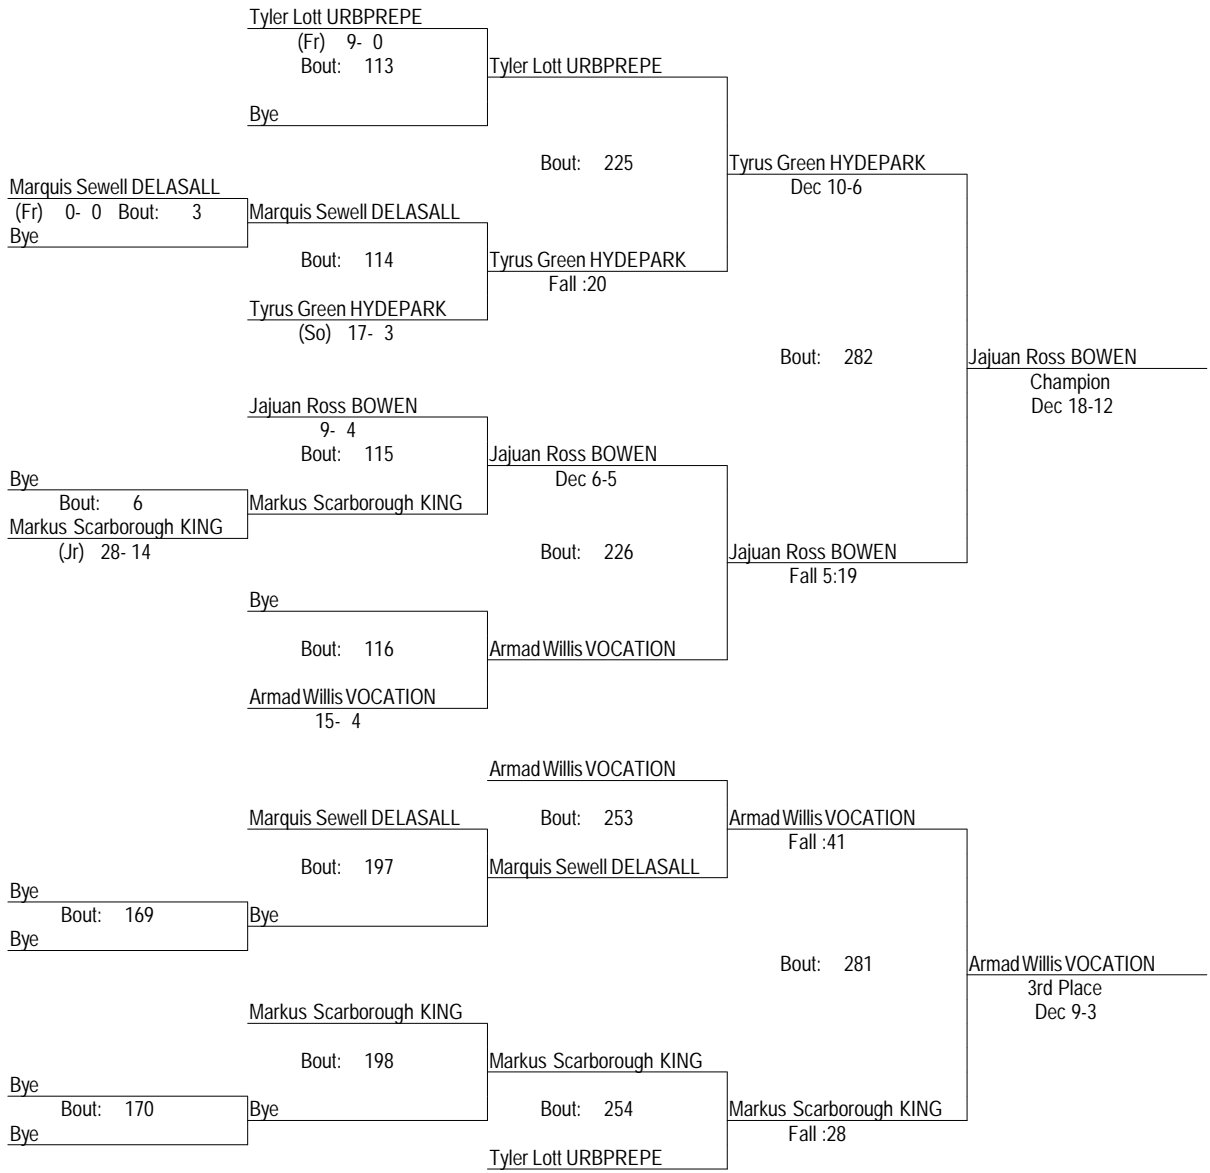 Tyler Lott URBPREPE
(Fr) 9- 0
Bout: 113
Tyler Lott URBPREPE
Bye
Bout: 225
Tyrus Green HYDEPARK
Dec 10-6
Marquis Sewell DELASALL
(Fr) 0- 0 Bout: 3
Bye
Marquis Sewell DELASALL
Bout: 114
Tyrus Green HYDEPARK
Fall :20
Tyrus Green HYDEPARK
(So) 17- 3
Bout: 282
Jajuan Ross BOWEN
Champion
Dec 18-12
Jajuan Ross BOWEN
9- 4
Bout: 115
Jajuan Ross BOWEN
Dec 6-5
Bye
Bout: 6
Markus Scarborough KING
Markus Scarborough KING
(Jr) 28- 14
Bout: 226
Jajuan Ross BOWEN
Fall 5:19
Bye
Bout: 116
Armad Willis VOCATION
Armad Willis VOCATION
15- 4
Armad Willis VOCATION
Marquis Sewell DELASALL
Bout: 253
Armad Willis VOCATION
Fall :41
Bout: 197
Marquis Sewell DELASALL
Bye
Bout: 169
Bye
Bye
Bout: 281
Armad Willis VOCATION
3rd Place
Dec 9-3
Markus Scarborough KING
Bout: 198
Markus Scarborough KING
Bye
Bout: 170
Bye
Bye
Bout: 254
Markus Scarborough KING
Fall :28
Tyler Lott URBPREPE